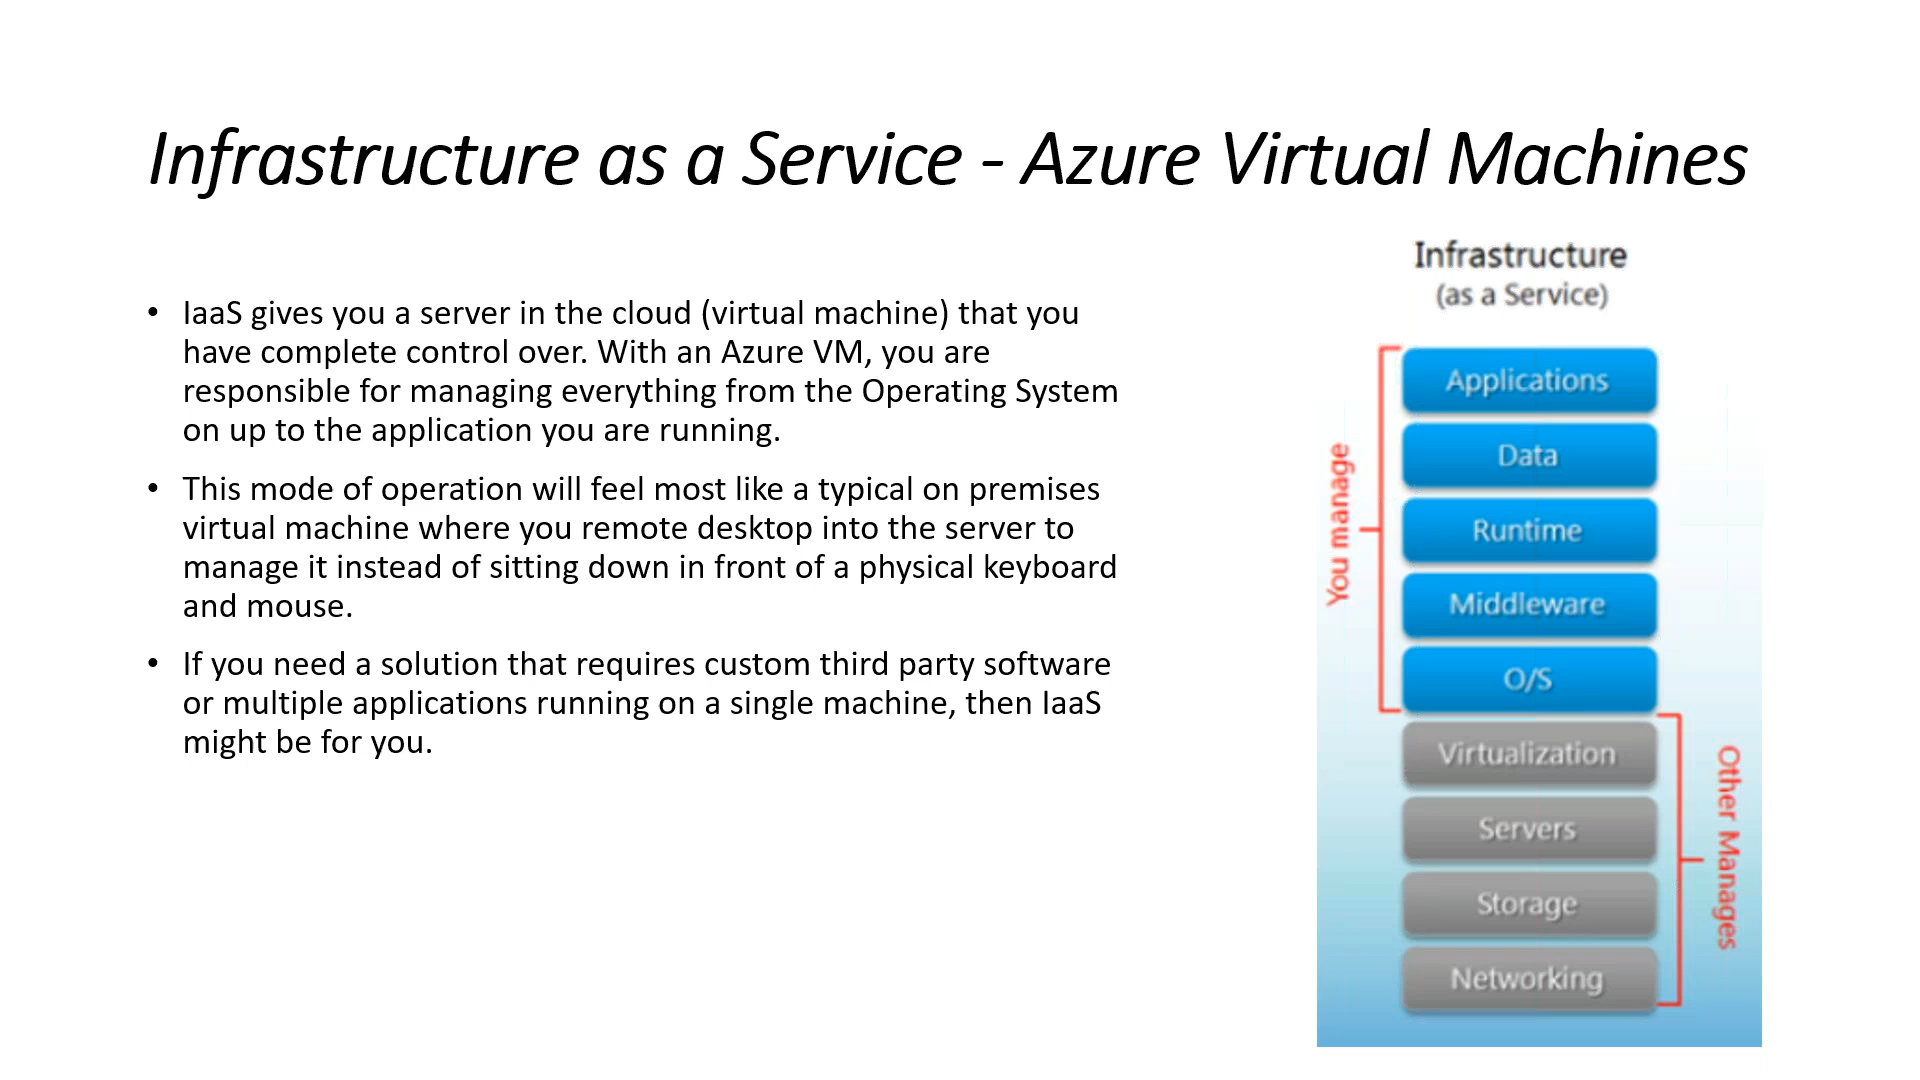 Infrastructure as a Service - Azure Virtual Machines
• IaaS gives you a server in the cloud (virtual machine) that you
have complete control over. With an Azure VM, you are
responsible for managing everything from the Operating System
on up to the application you are running.
• This mode of operation will feel most like a typical on premises
virtual machine where you remote desktop into the server to
manage it instead of sitting down in front of a physical keyboard
and mouse.
• If you need a solution that requires custom third party software
or multiple applications running on a single machine, then IaaS
might be for you.
Infrastructure
(as a Service)
You manage
Applications
Data
Runtime
Middleware
O/S
Virtualization
Servers
Storage
Networking
Other Manages